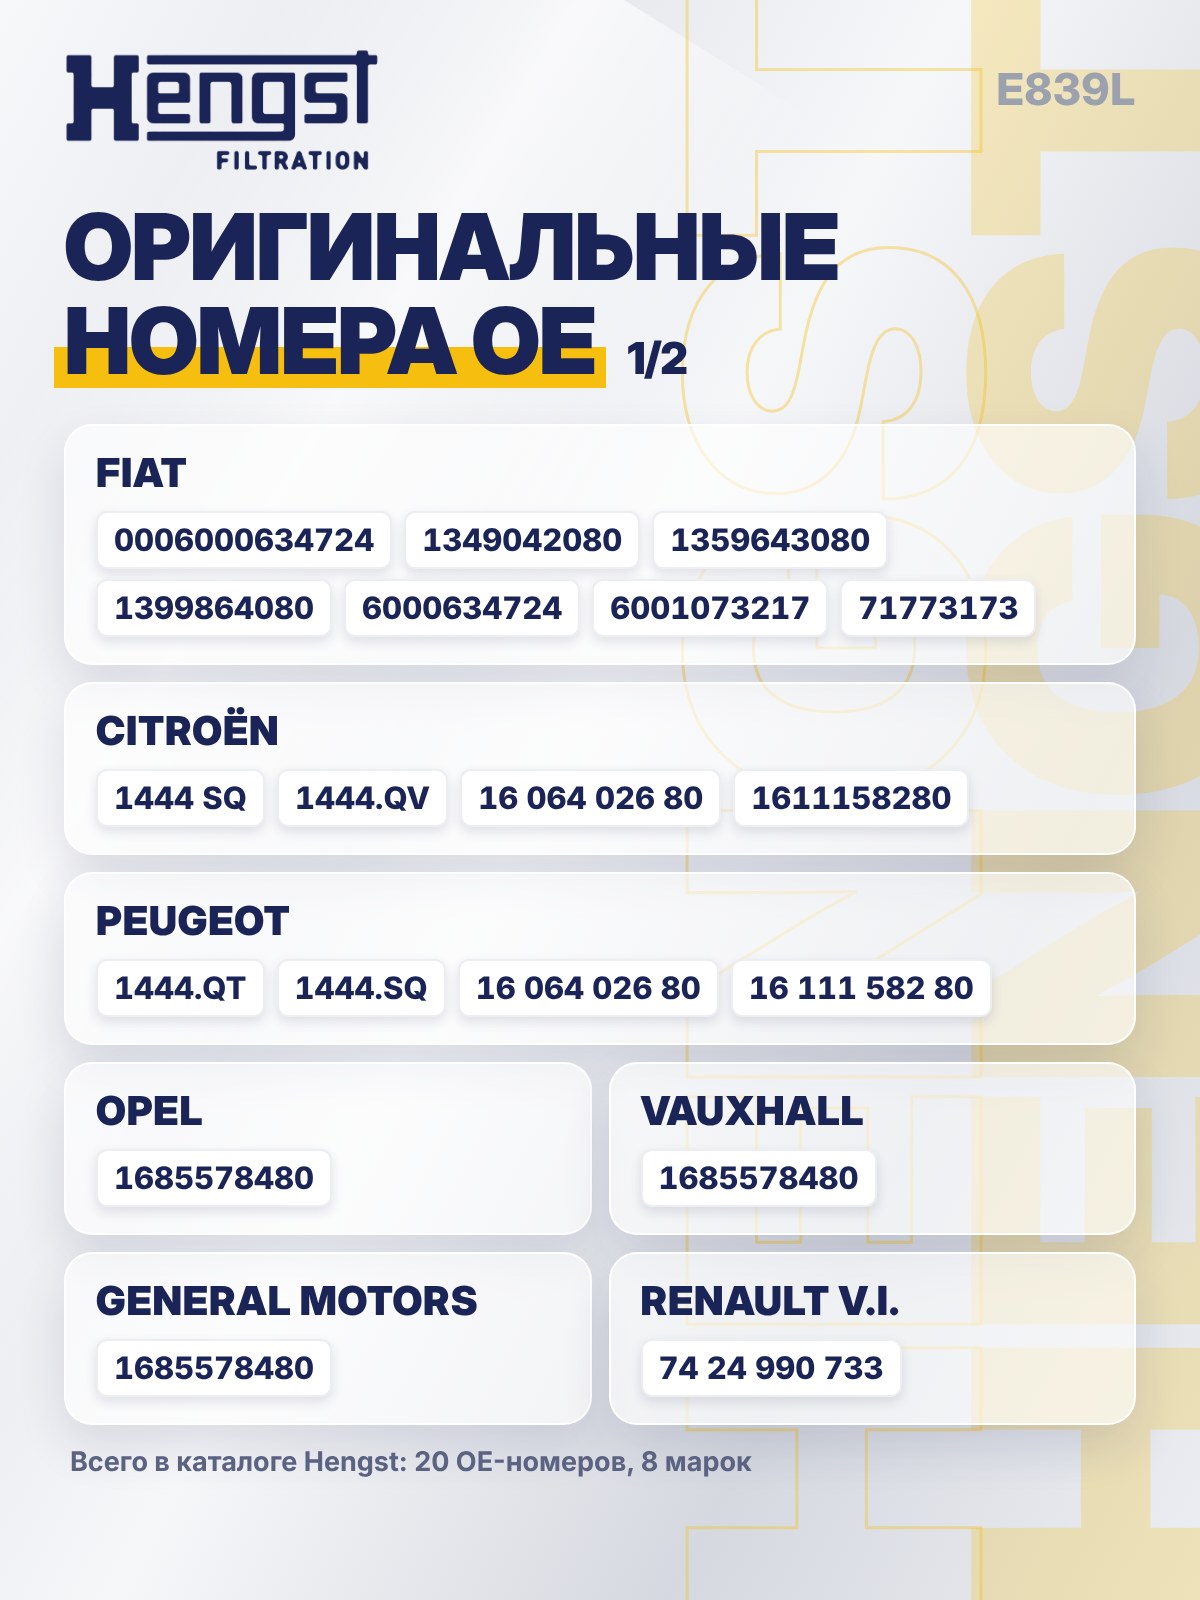 Hengst
FILTRATION
E839L
ОРИГИНАЛЬНЫЕ
НОМЕРА OE 1/2
FIAT
0006000634724 1349042080 1359643080
1399864080 6000634724 6001073217 71773173
CITROËN
1444 SQ 1444.QV 16 064 026 80 1611158280
PEUGEOT
1444.QT 1444.SQ 16 064 026 80 16 111 582 80
OPEL
1685578480
VAUXHALL
1685578480
GENERAL MOTORS
1685578480
RENAULT V.I.
74 24 990 733
Всего в каталоге Hengst: 20 OE-номеров, 8 марок
HENGST
HENGST